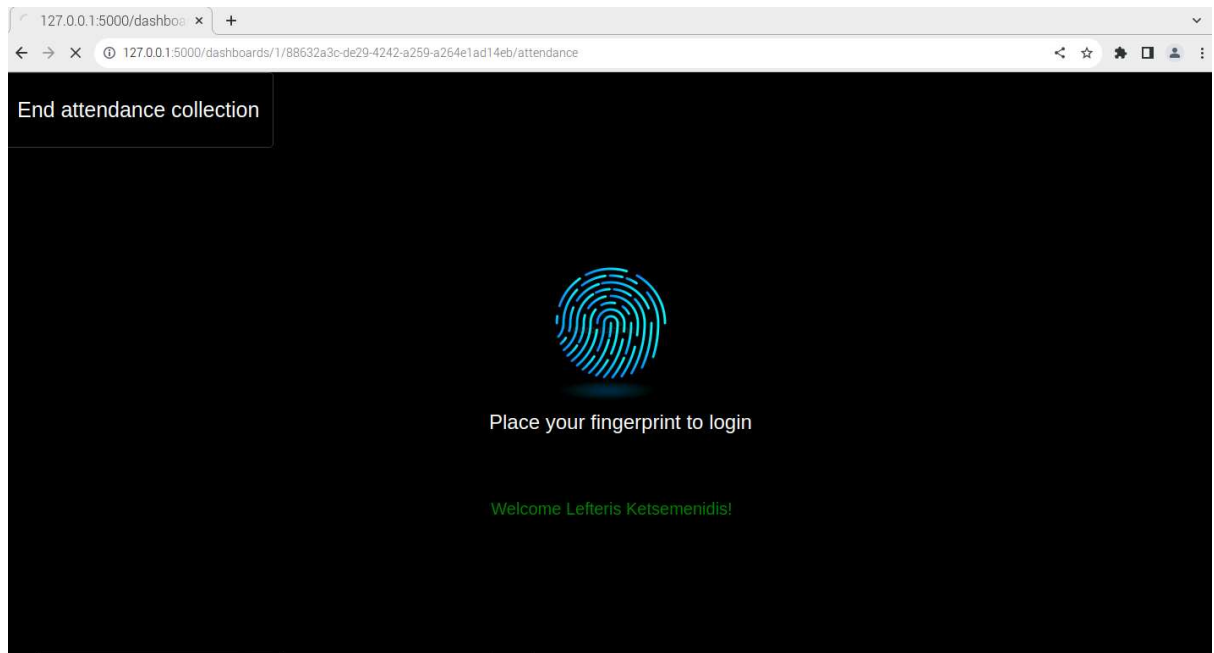 127.0.0.1:5000/dashboa
127.0.0.1:5000/dashboards/1/88632a3c-de29-4242-a259-a264e1ad14eb/attendance
End attendance collection
Place your fingerprint to login
Welcome Lefteris Ketsemenidis!